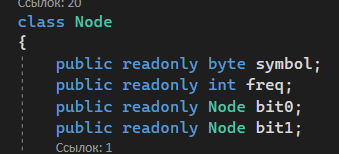 Ссылок: 20
class Node
{
public readonly byte symbol;
public readonly int freq;
public readonly Node bit0;
public readonly Node bit1;
Ссылок: 1